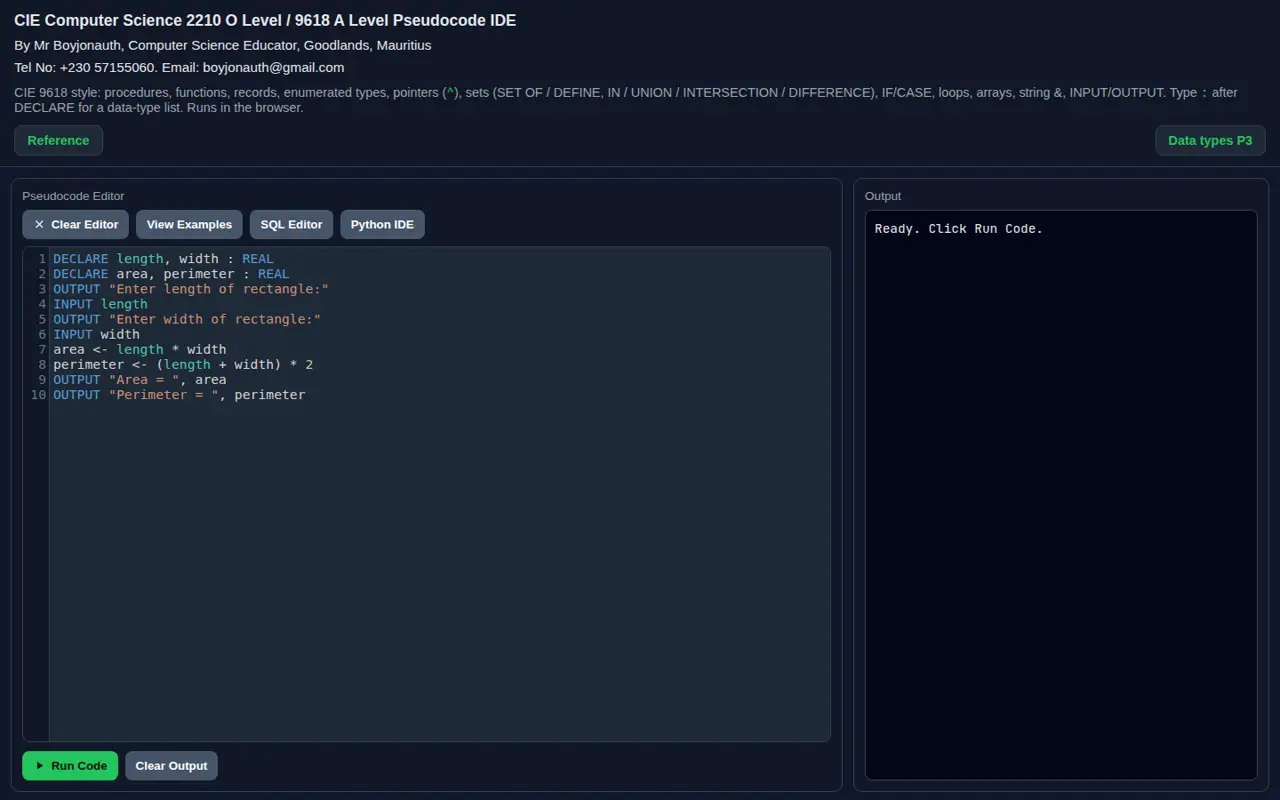 CIE Computer Science 2210 O Level / 9618 A Level Pseudocode IDE
By Mr Boyjonauth, Computer Science Educator, Goodlands, Mauritius
Tel No: +230 57155060. Email: boyjonauth@gmail.com
CIE 9618 style: procedures, functions, records, enumerated types, pointers (^), sets (SET OF / DEFINE, IN / UNION / INTERSECTION / DIFFERENCE), IF/CASE, loops, arrays, string &, INPUT/OUTPUT. Type : after
DECLARE for a data-type list. Runs in the browser.
Reference
Data types P3
Pseudocode Editor
✕ Clear Editor
View Examples
SQL Editor
Python IDE
1 DECLARE length, width : REAL
2 DECLARE area, perimeter : REAL
3 OUTPUT "Enter length of rectangle:"
4 INPUT length
5 OUTPUT "Enter width of rectangle:"
6 INPUT width
7 area <- length * width
8 perimeter <- (length + width) * 2
9 OUTPUT "Area = ", area
10 OUTPUT "Perimeter = ", perimeter
Run Code
Clear Output
Output
Ready. Click Run Code.